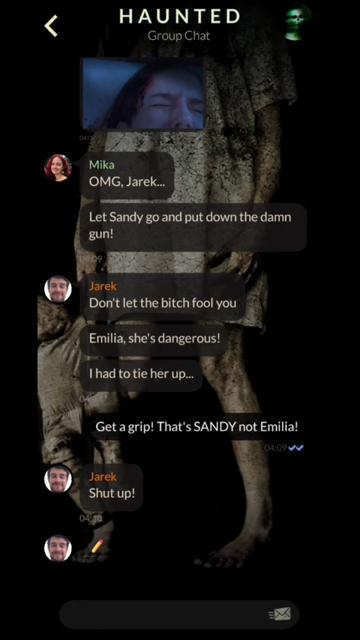 HAUNTED
Group Chat
Mika
OMG, Jarek...
Let Sandy go and put down the damn
gun!
Jarek
Don't let the bitch fool you
Emilia, she's dangerous!
I had to tie her up...
Get a grip! That's SANDY not Emilia!
04:09
Jarek
Shut up!